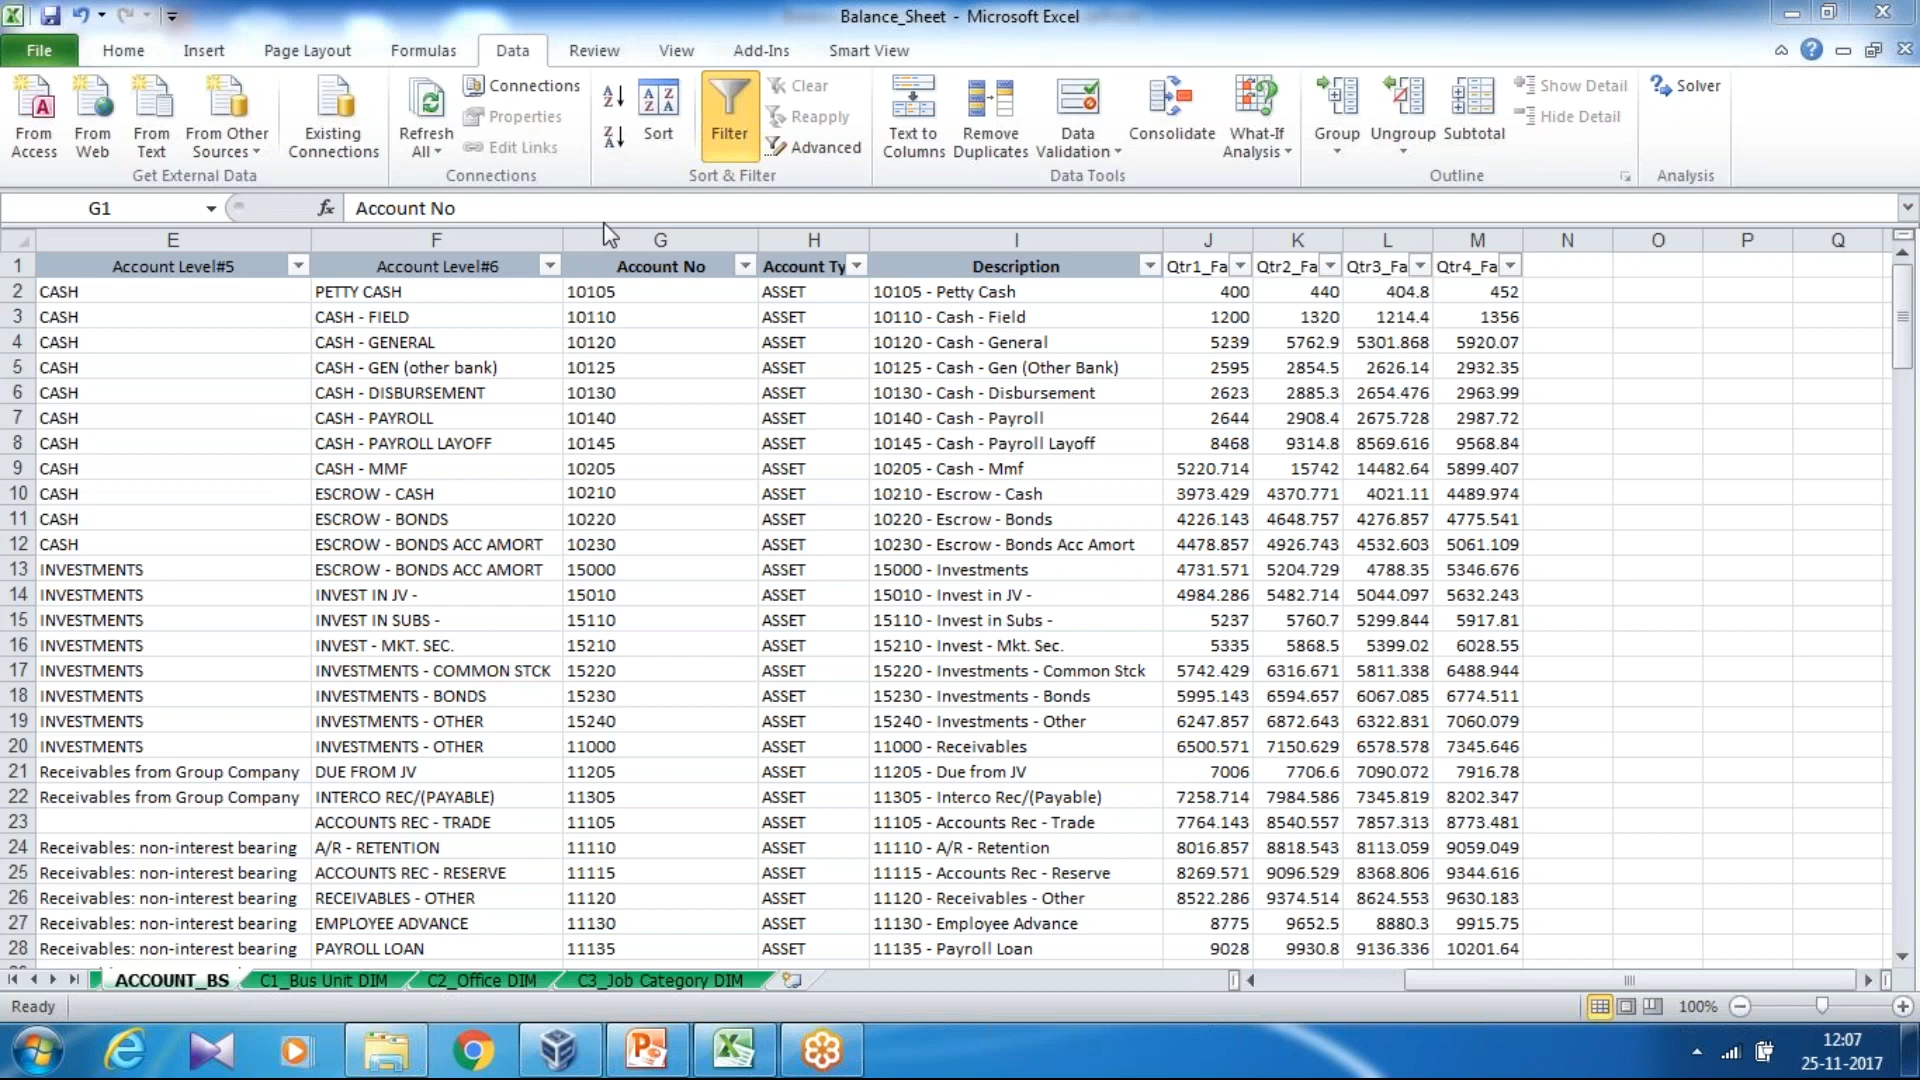 Balance_Sheet - Microsoft Excel
File Home Insert Page Layout Formulas Data Review View Add-Ins Smart View
From Access
From Web
From Text
From Other Sources
Existing Connections
Get External Data
Refresh All
Connections
Properties
Edit Links
Connections
Sort
Filter
Clear
Reapply
Advanced
Sort & Filter
Text to Columns
Remove Duplicates
Data Validation
Consolidate
What-If Analysis
Data Tools
Group
Ungroup
Subtotal
Show Detail
Hide Detail
Outline
Solver
Analysis
G1 fx Account No
E F G H I J K L M N O P Q
1 Account Level#5 Account Level#6 Account No Account Ty Description Qtr1_Fa Qtr2_Fa Qtr3_Fa Qtr4_Fa
2 CASH PETTY CASH 10105 ASSET 10105 - Petty Cash 400 440 404.8 452
3 CASH CASH - FIELD 10110 ASSET 10110 - Cash - Field 1200 1320 1214.4 1356
4 CASH CASH - GENERAL 10120 ASSET 10120 - Cash - General 5239 5762.9 5301.868 5920.07
5 CASH CASH - GEN (other bank) 10125 ASSET 10125 - Cash - Gen (Other Bank) 2595 2854.5 2626.14 2932.35
6 CASH CASH - DISBURSEMENT 10130 ASSET 10130 - Cash - Disbursement 2623 2885.3 2654.476 2963.99
7 CASH CASH - PAYROLL 10140 ASSET 10140 - Cash - Payroll 2644 2908.4 2675.728 2987.72
8 CASH CASH - PAYROLL LAYOFF 10145 ASSET 10145 - Cash - Payroll Layoff 8468 9314.8 8569.616 9568.84
9 CASH CASH - MMF 10205 ASSET 10205 - Cash - Mmf 5220.714 15742 14482.64 5899.407
10 CASH ESCROW - CASH 10210 ASSET 10210 - Escrow - Cash 3973.429 4370.771 4021.11 4489.974
11 CASH ESCROW - BONDS 10220 ASSET 10220 - Escrow - Bonds 4226.143 4648.757 4276.857 4775.541
12 CASH ESCROW - BONDS ACC AMORT 10230 ASSET 10230 - Escrow - Bonds Acc Amort 4478.857 4926.743 4532.603 5061.109
13 INVESTMENTS ESCROW - BONDS ACC AMORT 15000 ASSET 15000 - Investments 4731.571 5204.729 4788.35 5346.676
14 INVESTMENTS INVEST IN JV - 15010 ASSET 15010 - Invest in JV - 4984.286 5482.714 5044.097 5632.243
15 INVESTMENTS INVEST IN SUBS - 15110 ASSET 15110 - Invest in Subs - 5237 5760.7 5299.844 5917.81
16 INVESTMENTS INVEST - MKT. SEC. 15210 ASSET 15210 - Invest - Mkt. Sec. 5335 5868.5 5399.02 6028.55
17 INVESTMENTS INVESTMENTS - COMMON STCK 15220 ASSET 15220 - Investments - Common Stck 5742.429 6316.671 5811.338 6488.944
18 INVESTMENTS INVESTMENTS - BONDS 15230 ASSET 15230 - Investments - Bonds 5995.143 6594.657 6067.085 6774.511
19 INVESTMENTS INVESTMENTS - OTHER 15240 ASSET 15240 - Investments - Other 6247.857 6872.643 6322.831 7060.079
20 INVESTMENTS INVESTMENTS - OTHER 11000 ASSET 11000 - Receivables 6500.571 7150.629 6578.578 7345.646
21 Receivables from Group Company DUE FROM JV 11205 ASSET 11205 - Due from JV 7006 7706.6 7090.072 7916.78
22 Receivables from Group Company INTERCO REC/(PAYABLE) 11305 ASSET 11305 - Interco Rec/(Payable) 7258.714 7984.586 7345.819 8202.347
23 ACCOUNTS REC - TRADE 11105 ASSET 11105 - Accounts Rec - Trade 7764.143 8540.557 7857.313 8773.481
24 Receivables: non-interest bearing A/R - RETENTION 11110 ASSET 11110 - A/R - Retention 8016.857 8818.543 8113.059 9059.049
25 Receivables: non-interest bearing ACCOUNTS REC - RESERVE 11115 ASSET 11115 - Accounts Rec - Reserve 8269.571 9096.529 8368.806 9344.616
26 Receivables: non-interest bearing RECEIVABLES - OTHER 11120 ASSET 11120 - Receivables - Other 8522.286 9374.514 8624.553 9630.183
27 Receivables: non-interest bearing EMPLOYEE ADVANCE 11130 ASSET 11130 - Employee Advance 8775 9652.5 8880.3 9915.75
28 Receivables: non-interest bearing PAYROLL LOAN 11135 ASSET 11135 - Payroll Loan 9028 9930.8 9136.336 10201.64
ACCOUNT_BS C1_Bus Unit DIM C2_Office DIM C3_Job Category DIM
Ready 100%
12:07
25-11-2017